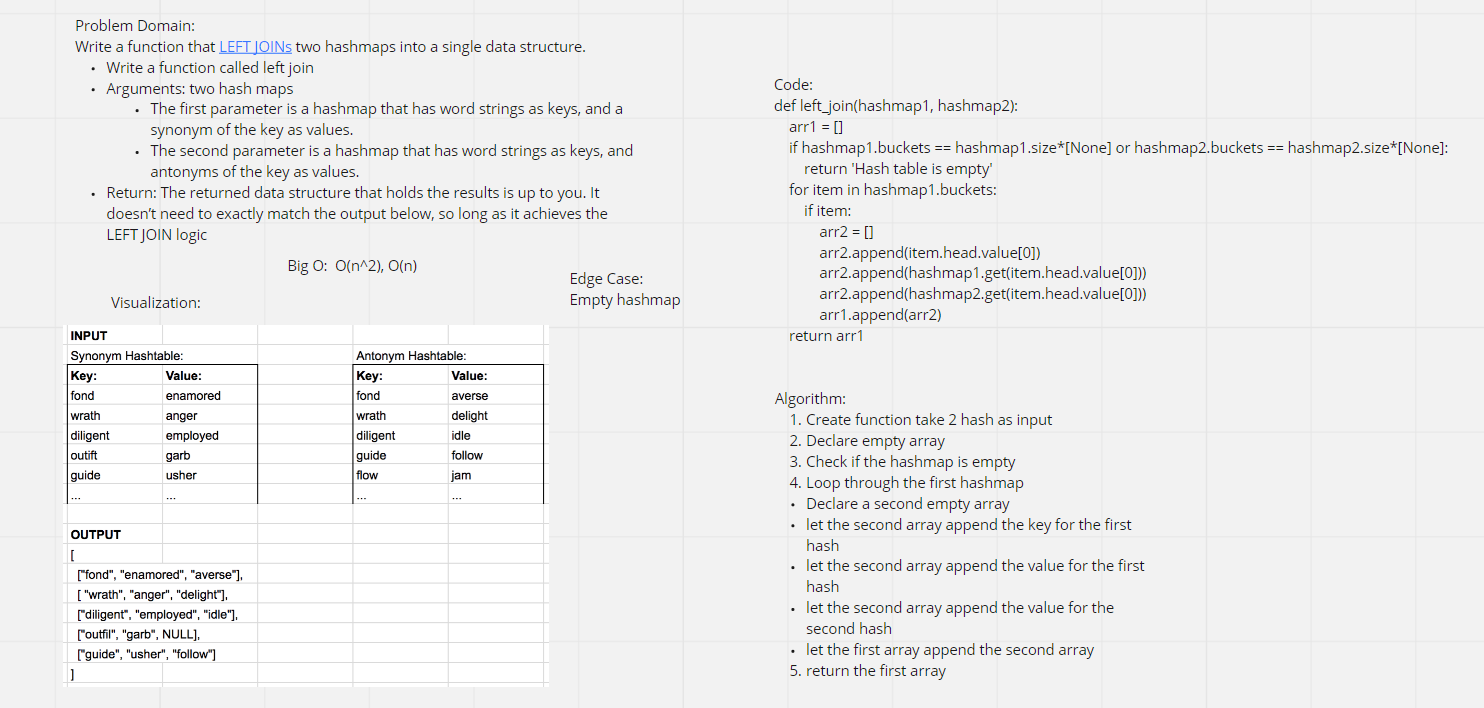 Problem Domain:
Write a function that LEFT JOINs two hashmaps into a single data structure.
• Write a function called left join
• Arguments: two hash maps
• The first parameter is a hashmap that has word strings as keys, and a
synonym of the key as values.
• The second parameter is a hashmap that has word strings as keys, and
antonyms of the key as values.
• Return: The returned data structure that holds the results is up to you. It
doesn't need to exactly match the output below, so long as it achieves the
LEFT JOIN logic
Big O: O(n^2), O(n)
Edge Case:
Empty hashmap
Visualization:
INPUT
Synonym Hashtable: Antonym Hashtable:
Key: Value: Key: Value:
fond enamored fond averse
wrath anger wrath delight
diligent employed diligent idle
outift garb guide follow
guide usher flow jam
... ... ... ...
OUTPUT
[
["fond", "enamored", "averse"],
[ "wrath", "anger", "delight"],
["diligent", "employed", "idle"],
["outfil", "garb", NULL],
["guide", "usher", "follow"]
]
Code:
def left_join(hashmap1, hashmap2):
arr1 = []
if hashmap1.buckets == hashmap1.size*[None] or hashmap2.buckets == hashmap2.size*[None]:
return 'Hash table is empty'
for item in hashmap1.buckets:
if item:
arr2 = []
arr2.append(item.head.value[0])
arr2.append(hashmap1.get(item.head.value[0]))
arr2.append(hashmap2.get(item.head.value[0]))
arr1.append(arr2)
return arr1
Algorithm:
1. Create function take 2 hash as input
2. Declare empty array
3. Check if the hashmap is empty
4. Loop through the first hashmap
• Declare a second empty array
• let the second array append the key for the first
hash
• let the second array append the value for the first
hash
• let the second array append the value for the
second hash
• let the first array append the second array
5. return the first array